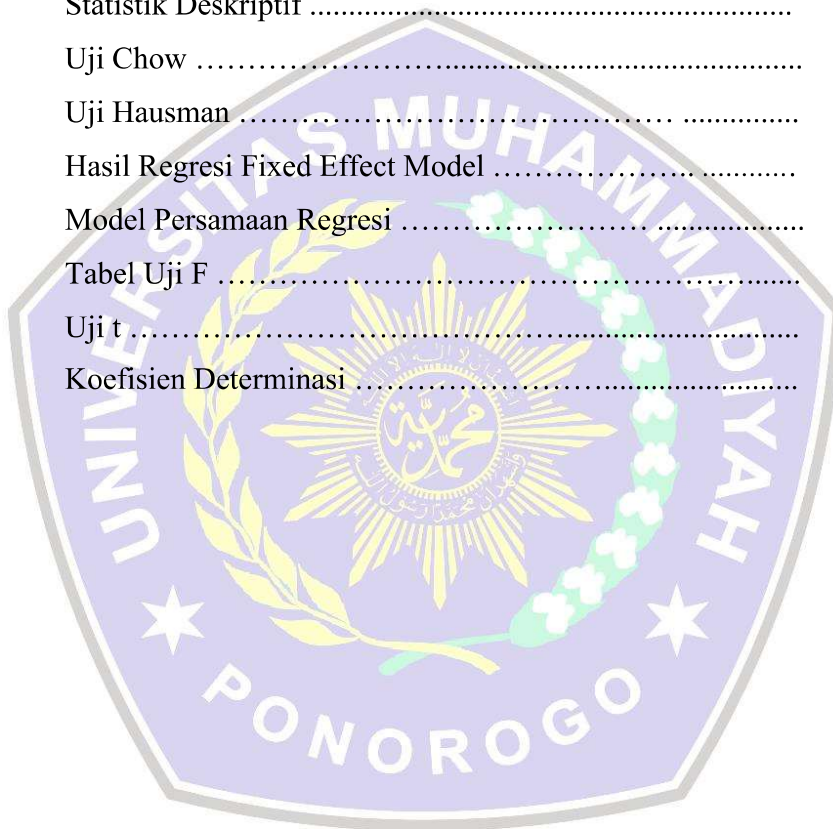 Statistik Deskriptif ................................................................
Uji Chow ……………………...............................................
Uji Hausman ………………………………………… ...............
Hasil Regresi Fixed Effect Model ………………….. ............
Model Persamaan Regresi ……………………… ...................
Tabel Uji F ………………………………………………….......
Uji t …………………………………………..............................
Koefisien Determinasi ……………………….........................
UNIVERSITAS MUHAMMADIYAH
PONOROGO